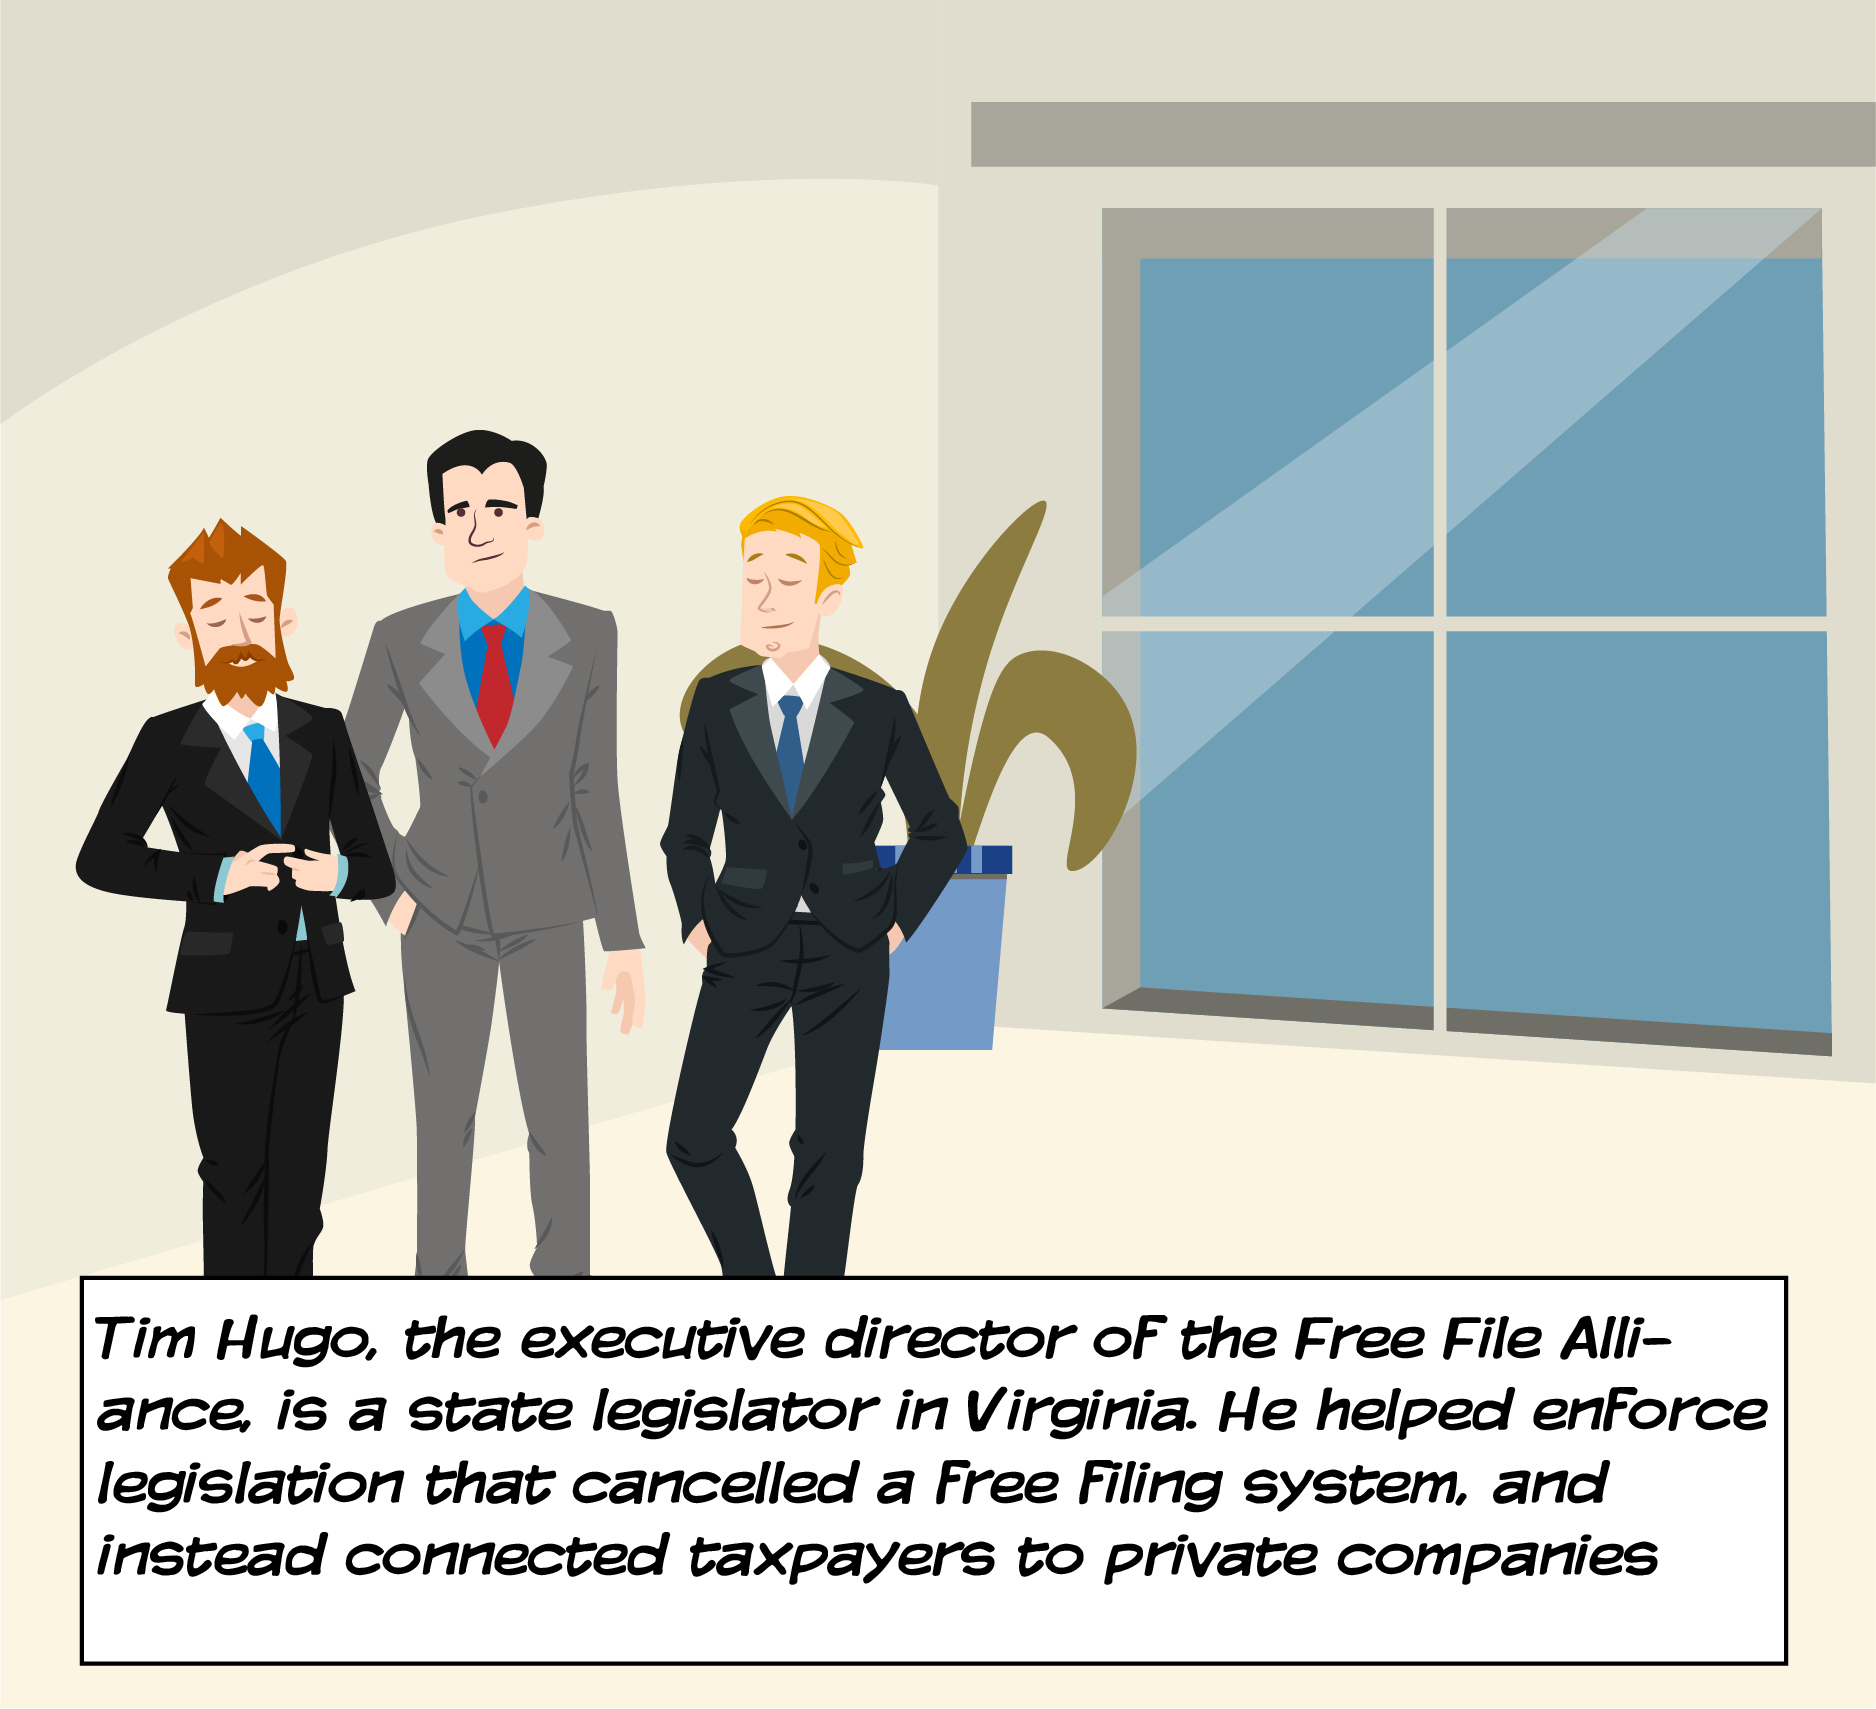 Tim Hugo, the executive director of the Free File Alli-
ance, is a state legislator in Virginia. He helped enforce
legislation that cancelled a free filing system, and
instead connected taxpayers to private companies